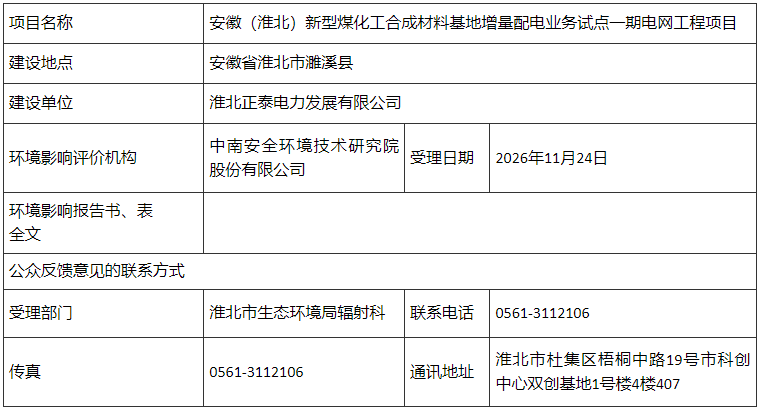 项目名称 安徽（淮北）新型煤化工合成材料基地增量配电业务试点一期电网工程项目
建设地点 安徽省淮北市濉溪县
建设单位 淮北正泰电力发展有限公司
环境影响评价机构 中南安全环境技术研究院
股份有限公司 受理日期 2026年11月24日
环境影响报告书、表
全文
公众反馈意见的联系方式
受理部门 淮北市生态环境局辐射科 联系电话 0561-3112106
传真 0561-3112106 通讯地址 淮北市杜集区梧桐中路19号市科创
中心双创基地1号楼4楼407